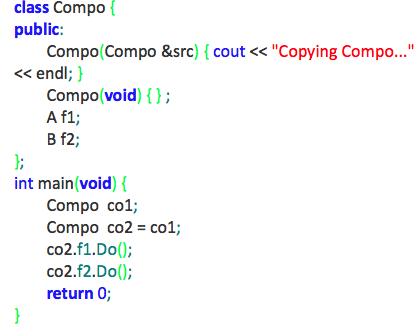 class Compo {
public:
Compo(Compo &src) { cout << "Copying Compo..."
<< endl; }
Compo(void) { } ;
A f1;
B f2;
};
int main(void) {
Compo  co1;
Compo  co2 = co1;
co2.f1.Do();
co2.f2.Do();
return 0;
}